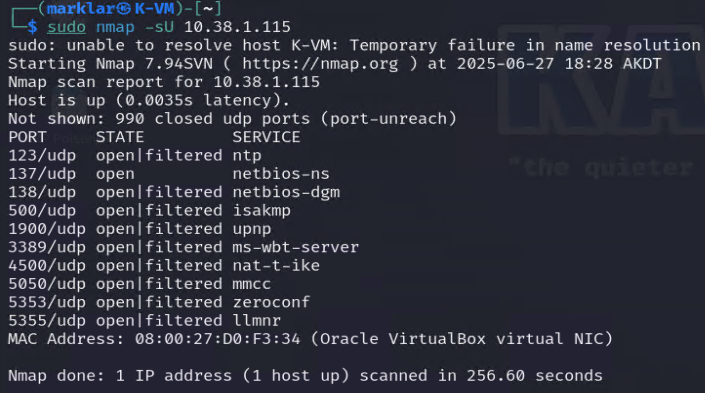 ┌──(marklar㉿K-VM)-[~]
└─$ sudo nmap -sU 10.38.1.115
sudo: unable to resolve host K-VM: Temporary failure in name resolution
Starting Nmap 7.94SVN ( https://nmap.org ) at 2025-06-27 18:28 AKDT
Nmap scan report for 10.38.1.115
Host is up (0.0035s latency).
Not shown: 990 closed udp ports (port-unreach)
PORT     STATE         SERVICE
123/udp  open|filtered ntp
137/udp  open          netbios-ns
138/udp  open|filtered netbios-dgm
500/udp  open|filtered isakmp
1900/udp open|filtered upnp
3389/udp open|filtered ms-wbt-server
4500/udp open|filtered nat-t-ike
5050/udp open|filtered mmcc
5353/udp open|filtered zeroconf
5355/udp open|filtered llmnr
MAC Address: 08:00:27:D0:F3:34 (Oracle VirtualBox virtual NIC)
Nmap done: 1 IP address (1 host up) scanned in 256.60 seconds
KA
"the quieter